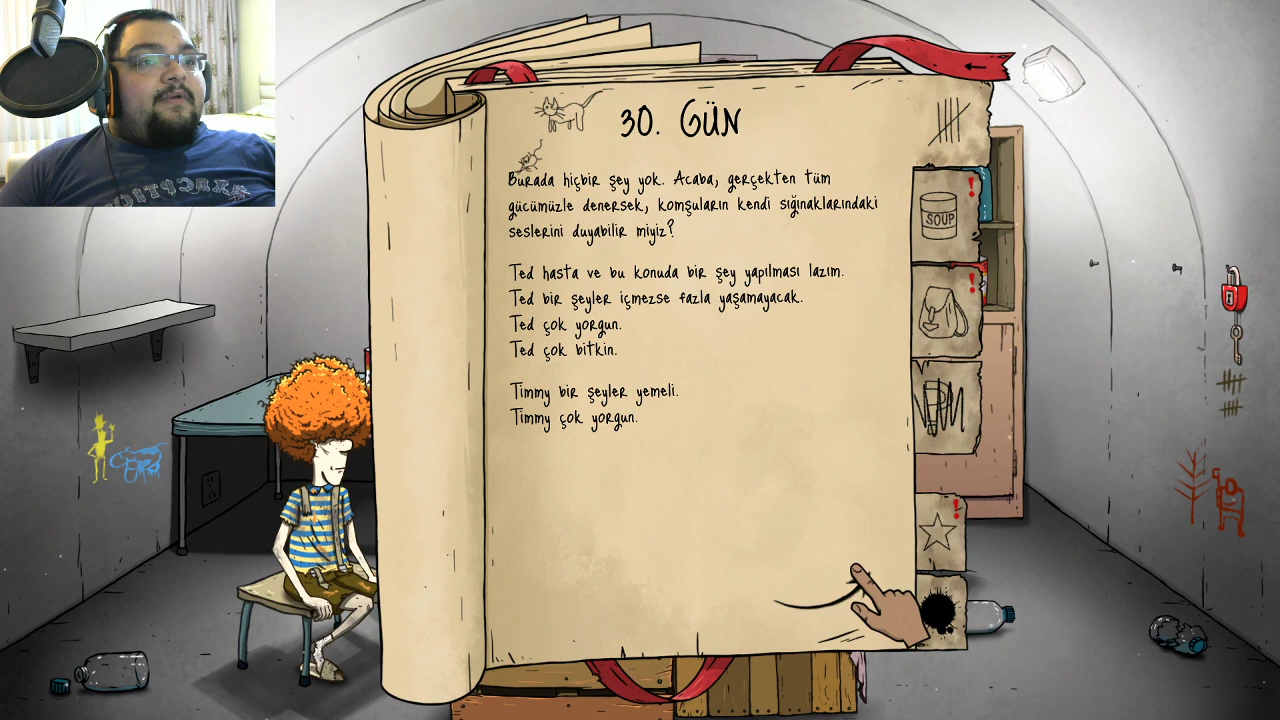 30. GÜN
Burada hiçbir şey yok. Acaba, gerçekten tüm
gücümüzle denersek, komşuların kendi sığınaklarındaki
seslerini duyabilir miyiz?
Ted hasta ve bu konuda bir şey yapılması lazım.
Ted bir şeyler içmezse fazla yaşamayacak.
Ted çok yorgun.
Ted çok bitkin.
Timmy bir şeyler yemeli.
Timmy çok yorgun.
SOUP